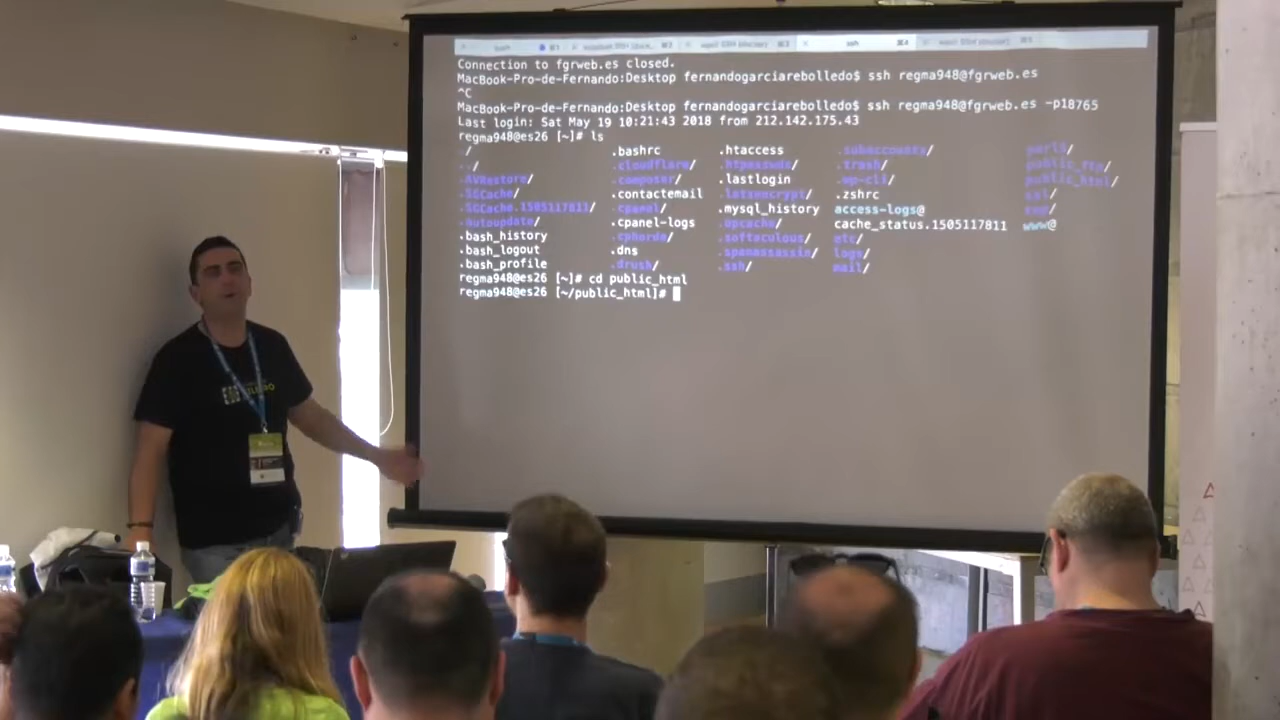 Connection to fgrweb.es closed.
MacBook-Pro-de-Fernando:Desktop fernandogarciarebolledo$ ssh regma948@fgrweb.es
^C
MacBook-Pro-de-Fernando:Desktop fernandogarciarebolledo$ ssh regma948@fgrweb.es -p18765
Last login: Sat May 19 10:21:43 2018 from 212.142.175.43
regma948@es26 [~]# ls
./ .bashrc .htaccess .subaccounts/ perl5/
../ .cloudflare/ .htpasswds/ .trash/ public_ftp/
.AVRestore/ .composer/ .lastlogin .wp-cli/ public_html/
.SGCache/ .contactemail .letsencrypt/ .zshrc ssl/
.SGCache.1505117811/ .cpanel/ .mysql_history access-logs@ tmp/
.autoupdate/ .cpanel-logs .opcache/ cache_status.1505117811 www@
.bash_history .cphorde/ .softaculous/ etc/
.bash_logout .dns .spamassassin/ logs/
.bash_profile .drush/ .ssh/ mail/
regma948@es26 [~]# cd public_html
regma948@es26 [~/public_html]#